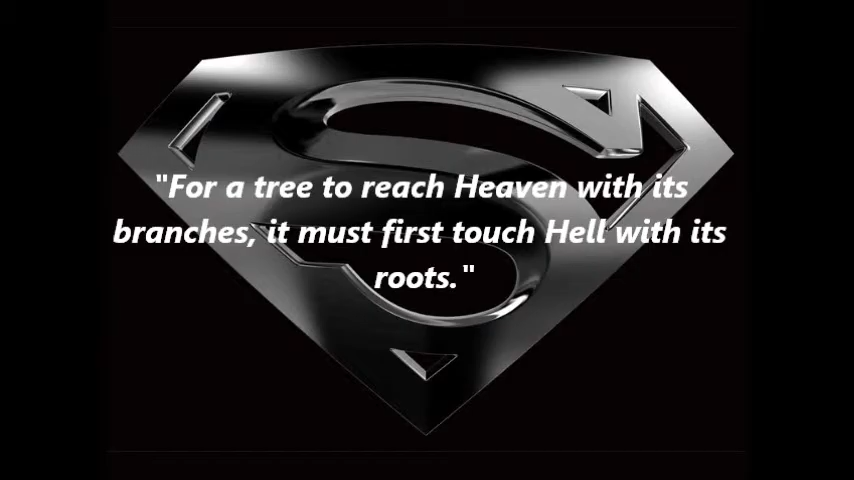 "For a tree to reach Heaven with its
branches, it must first touch Hell with its
roots."